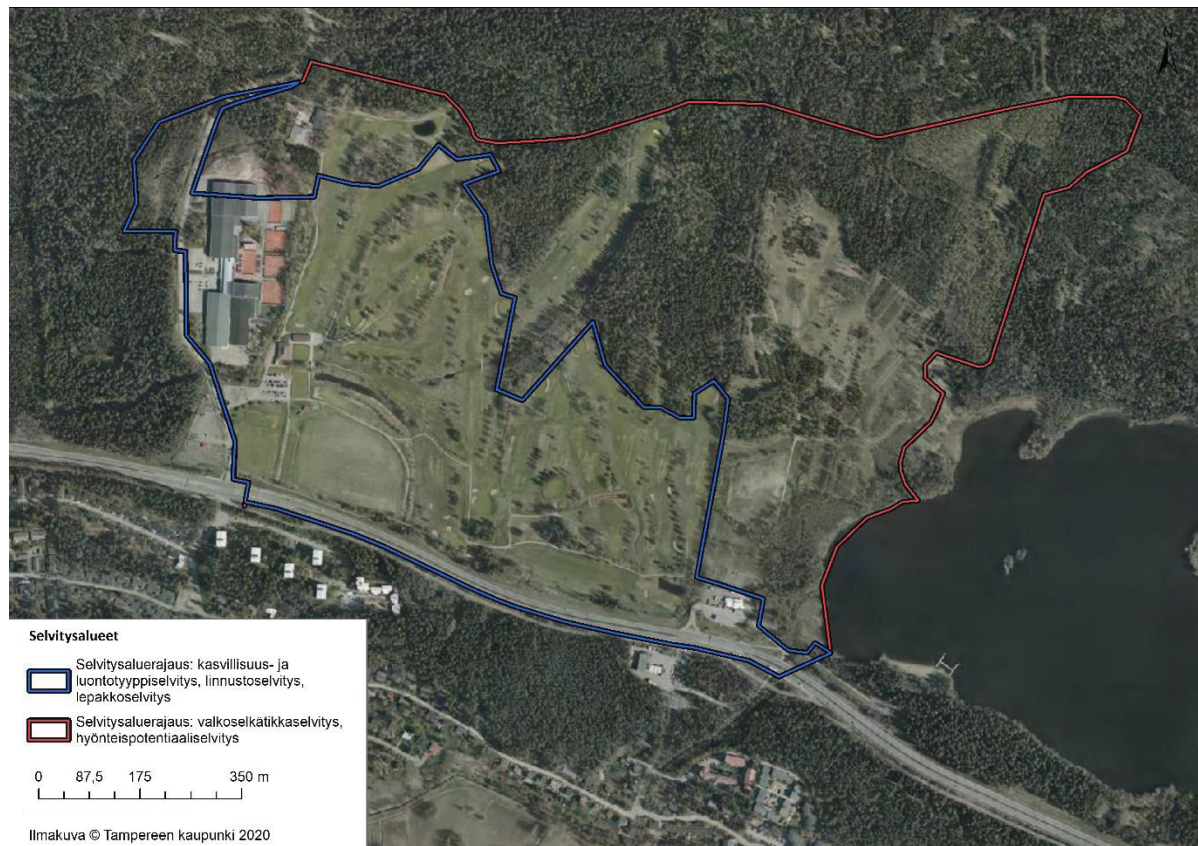 N
Selvitysalueet
Selvitysaluerajaus: kasvillisuus- ja
luontotyyppiselvitys, linnustoselvitys,
lepakkoselvitys
Selvitysaluerajaus: valkoselkätikkaselvitys,
hyönteispotentiaaliselvitys
0 87,5 175 350 m
Ilmakuva © Tampereen kaupunki 2020